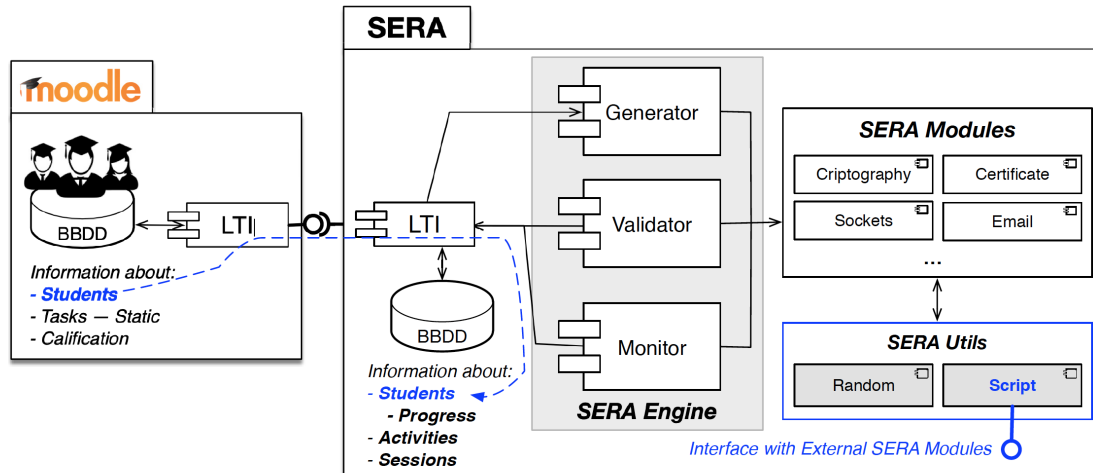 SERA
moodle
BBDD
LTI
Information about:
- Students
- Tasks — Static
- Calification
LTI
BBDD
Information about:
- Students
- Progress
- Activities
- Sessions
Generator
Validator
Monitor
SERA Engine
SERA Modules
Criptography
Certificate
Sockets
Email
...
SERA Utils
Random
Script
Interface with External SERA Modules